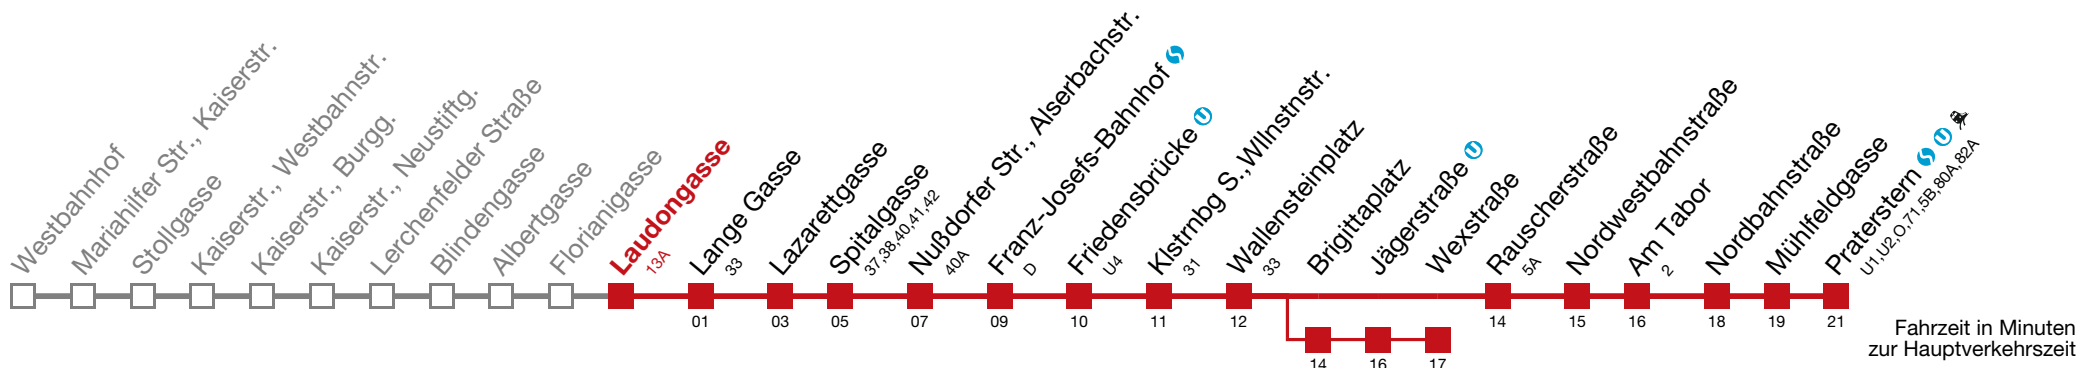 Westbahnhof
Mariahilfer Str., Kaiserstr.
Stollgasse
Kaiserstr., Westbahnstr.
Kaiserstr., Burgg.
Kaiserstr., Neustiftg.
Lerchenfelder Straße
Blindengasse
Albertgasse
Florianigasse
Laudongasse
13A
Lange Gasse
33
01
Lazarettgasse
03
Spitalgasse
37,38,40,41,42
05
Nußdorfer Str., Alserbachstr.
40A
07
Franz-Josefs-Bahnhof S
D
09
Friedensbrücke U
U4
10
Klstrnbg S., Wllnstnstr.
31
11
Wallensteinplatz
33
12
Brigittaplatz
14
Jägerstraße U
16
Wexstraße
17
Rauscherstraße
5A
14
Nordwestbahnstraße
15
Am Tabor
2
16
Nordbahnstraße
18
Mühlfeldgasse
19
Praterstern S U
U1,U2,O,71,5B,80A,82A
21
Fahrzeit in Minuten
zur Hauptverkehrszeit